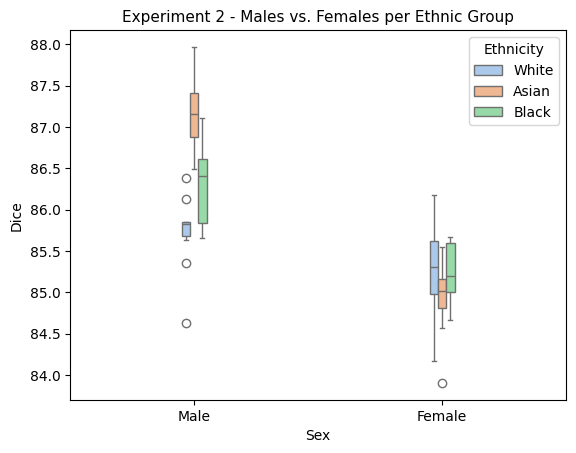 Experiment 2 - Males vs. Females per Ethnic Group
Ethnicity
White
Asian
Black
Dice
88.0
87.5
87.0
86.5
86.0
85.5
85.0
84.5
84.0
Male
Female
Sex